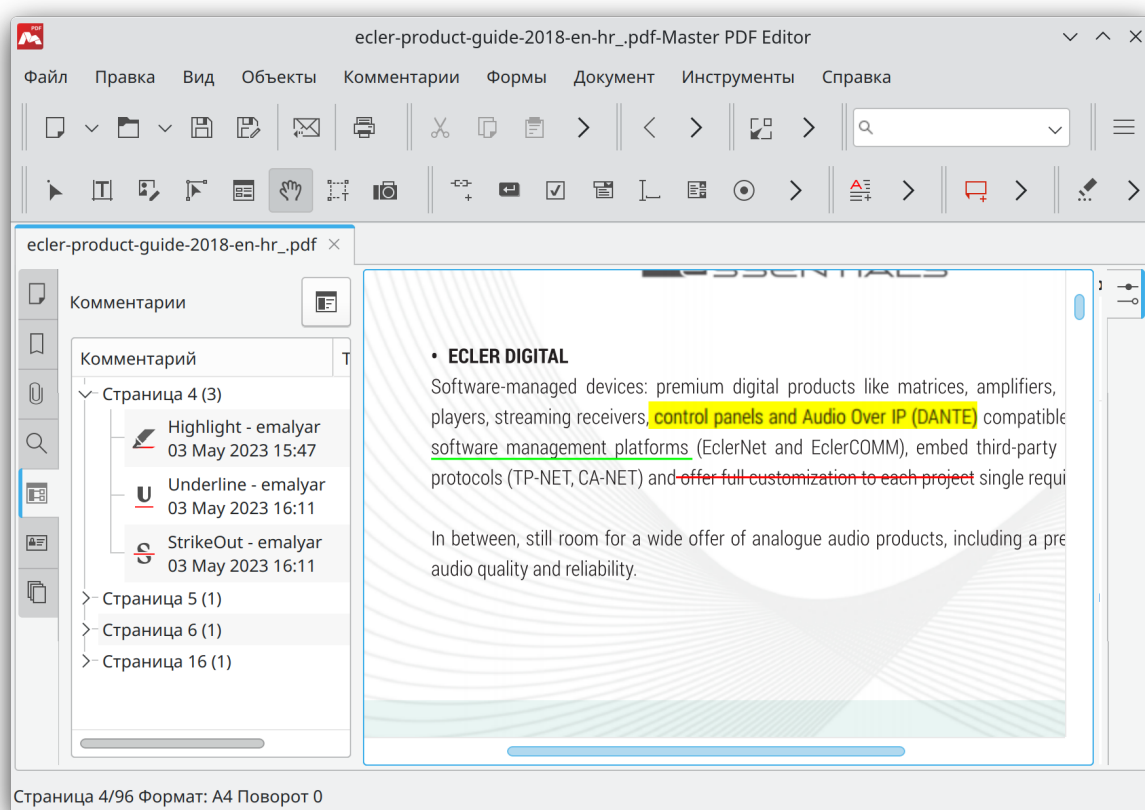 ecler-product-guide-2018-en-hr_.pdf-Master PDF Editor
Файл Правка Вид Объекты Комментарии Формы Документ Инструменты Справка
ecler-product-guide-2018-en-hr_.pdf
Комментарии
Комментарий Т
Страница 4 (3)
Highlight - emalyar
03 May 2023 15:47
Underline - emalyar
03 May 2023 16:11
StrikeOut - emalyar
03 May 2023 16:11
Страница 5 (1)
Страница 6 (1)
Страница 16 (1)
• ECLER DIGITAL
Software-managed devices: premium digital products like matrices, amplifiers,
players, streaming receivers, control panels and Audio Over IP (DANTE) compatible
software management platforms (EclerNet and EclerCOMM), embed third-party
protocols (TP-NET, CA-NET) and offer full customization to each project single requi
In between, still room for a wide offer of analogue audio products, including a pre
audio quality and reliability.
Страница 4/96 Формат: A4 Поворот 0